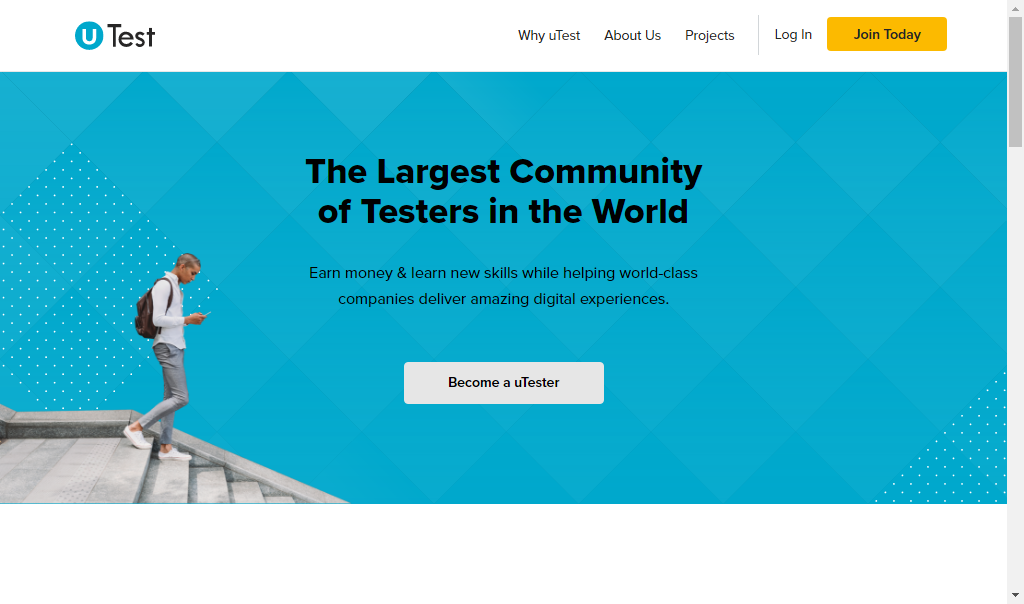 uTest
Why uTest
About Us
Projects
Log In
Join Today
The Largest Community
of Testers in the World
Earn money & learn new skills while helping world-class
companies deliver amazing digital experiences.
Become a uTester